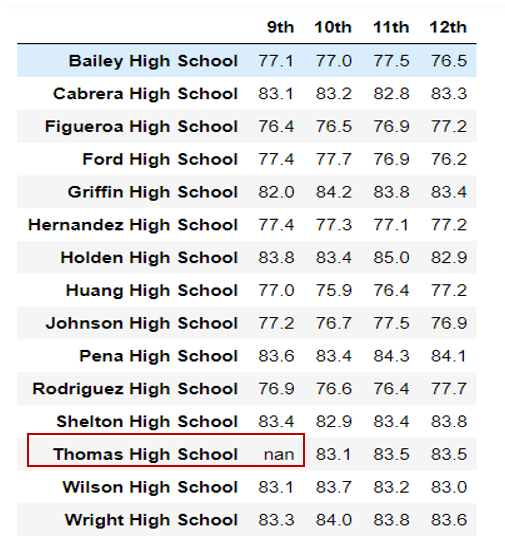 9th 10th 11th 12th
Bailey High School 77.1 77.0 77.5 76.5
Cabrera High School 83.1 83.2 82.8 83.3
Figueroa High School 76.4 76.5 76.9 77.2
Ford High School 77.4 77.7 76.9 76.2
Griffin High School 82.0 84.2 83.8 83.4
Hernandez High School 77.4 77.3 77.1 77.2
Holden High School 83.8 83.4 85.0 82.9
Huang High School 77.0 75.9 76.4 77.2
Johnson High School 77.2 76.7 77.5 76.9
Pena High School 83.6 83.4 84.3 84.1
Rodriguez High School 76.9 76.6 76.4 77.7
Shelton High School 83.4 82.9 83.4 83.8
Thomas High School nan 83.1 83.5 83.5
Wilson High School 83.1 83.7 83.2 83.0
Wright High School 83.3 84.0 83.8 83.6